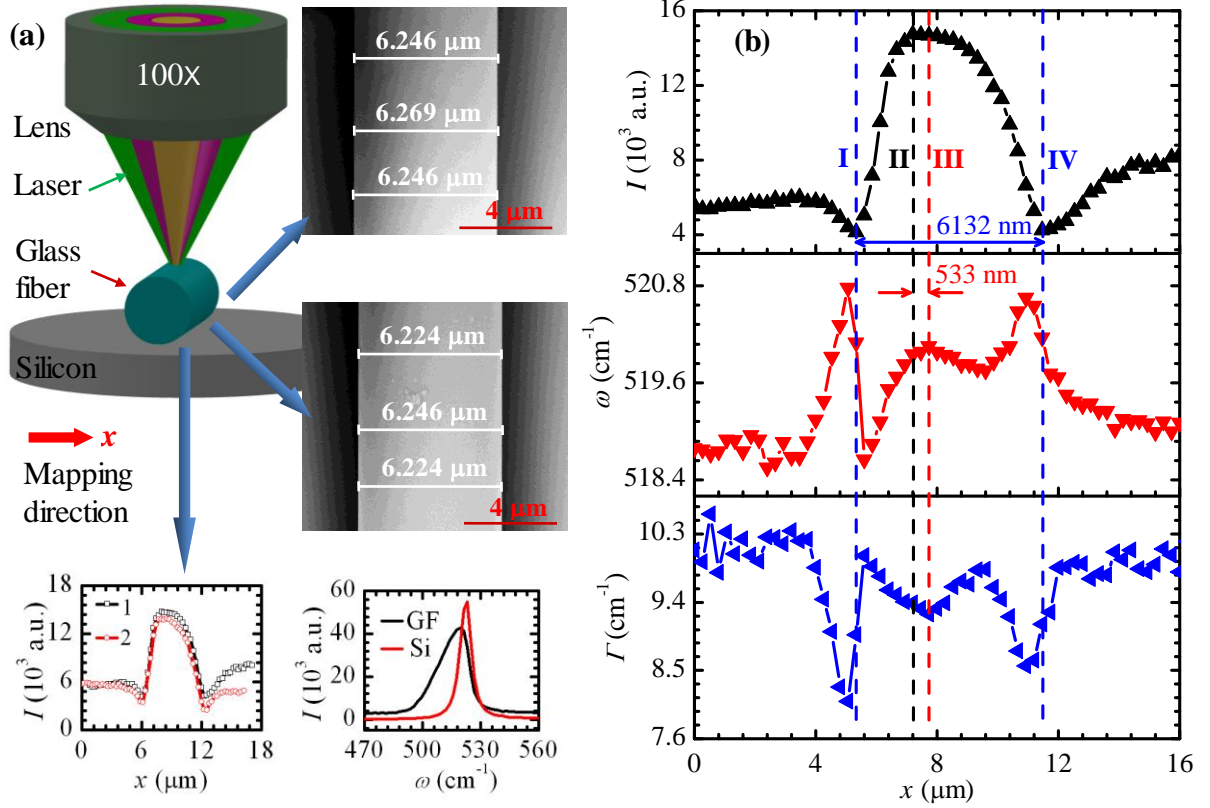 (a)
100X
Lens
Laser
Glass
fiber
Silicon
x
Mapping
direction
6.246 μm
6.269 μm
6.246 μm
4 μm
6.224 μm
6.246 μm
6.224 μm
4 μm
18
12
6
0
I (10³ a.u.)
1
2
0 6 12 18
x (μm)
60
40
20
0
I (10³ a.u.)
GF
Si
470 500 530 560
ω (cm⁻¹)
(b)
16
12
8
4
I (10³ a.u.)
I II III IV
6132 nm
520.8
519.6
518.4
ω (cm⁻¹)
533 nm
10.3
9.4
8.5
7.6
Γ (cm⁻¹)
0 4 8 12 16
x (μm)